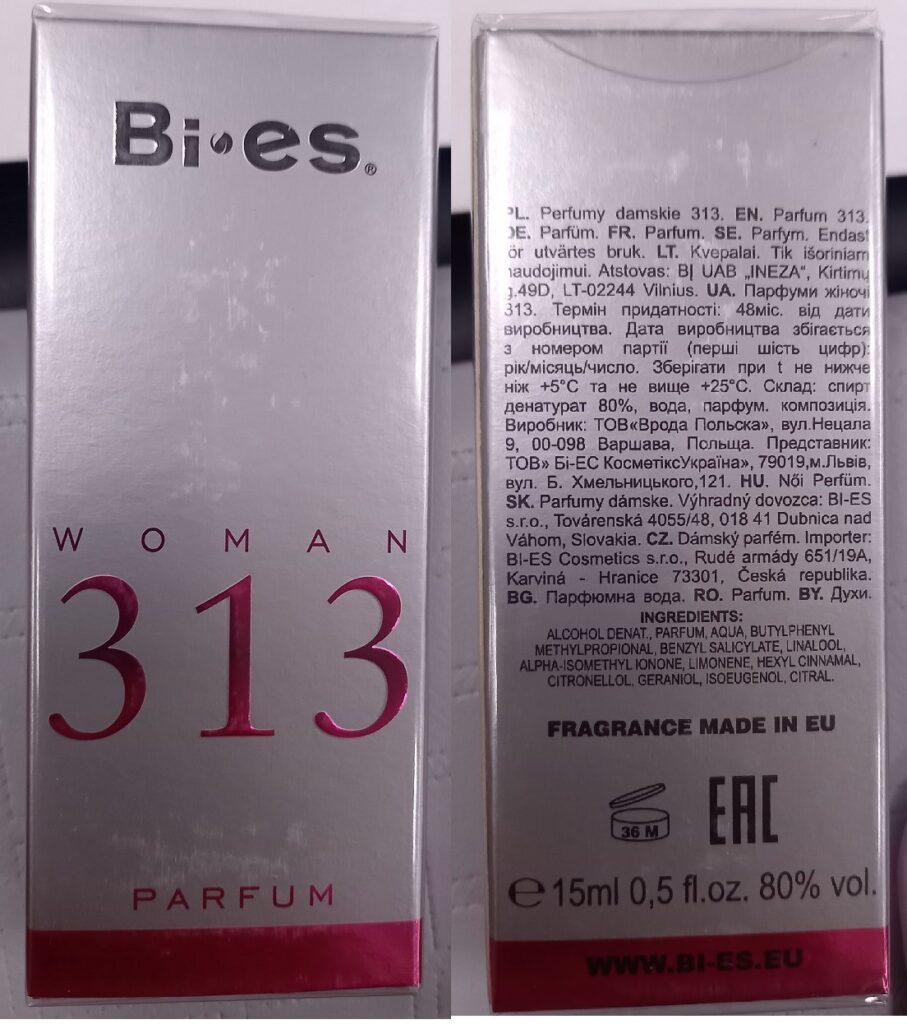 Bi-es®
WOMAN
313
PARFUM
PL. Perfumy damskie 313. EN. Parfum 313.
DE. Parfüm. FR. Parfum. SE. Parfym. Endast
ör utvärtes bruk. LT. Kvepalai. Tik išoriniam
naudojimui. Atstovas: BĮ UAB „INEZA“, Kirtimų
g.49D, LT-02244 Vilnius. UA. Парфуми жіночі
313. Термін придатності: 48міс. від дати
виробництва. Дата виробництва збігається
з номером партії (перші шість цифр):
рік/місяць/число. Зберігати при t не нижче
ніж +5°C та не вище +25°C. Склад: спирт
денатурат 80%, вода, парфум. композиція.
Виробник: ТОВ«Врода Польска», вул.Нецала
9, 00-098 Варшава, Польща. Представник:
ТОВ» Бі-ЕС КосметіксУкраїна», 79019,м.Львів,
вул. Б. Хмельницького,121. HU. Női Perfüm.
SK. Parfumy dámske. Výhradný dovozca: BI-ES
s.r.o., Továrenská 4055/48, 018 41 Dubnica nad
Váhom, Slovakia. CZ. Dámský parfém. Importer:
BI-ES Cosmetics s.r.o., Rudé armády 651/19A,
Karviná - Hranice 73301, Česká republika.
BG. Парфюмна вода. RO. Parfum. BY. Духи.
INGREDIENTS:
ALCOHOL DENAT., PARFUM, AQUA, BUTYLPHENYL
METHYLPROPIONAL, BENZYL SALICYLATE, LINALOOL,
ALPHA-ISOMETHYL IONONE, LIMONENE, HEXYL CINNAMAL,
CITRONELLOL, GERANIOL, ISOEUGENOL, CITRAL.
FRAGRANCE MADE IN EU
36 M
EAC
℮ 15ml 0,5 fl.oz. 80% vol.
WWW.BI-ES.EU